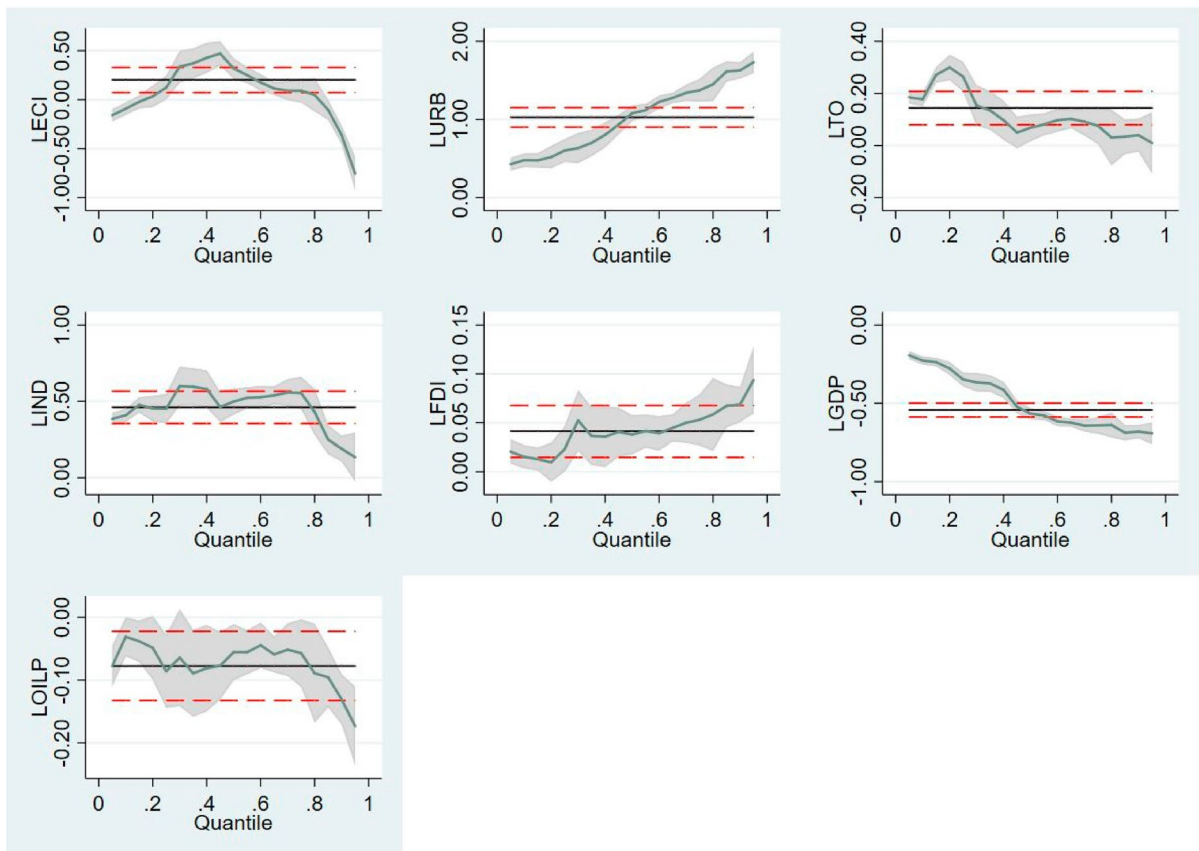 LECI
-1.00 -0.50 0.00 0.50
0 .2 .4 .6 .8 1
Quantile
LURB
0.00 1.00 2.00
0 .2 .4 .6 .8 1
Quantile
LTO
-0.20 0.00 0.20 0.40
0 .2 .4 .6 .8 1
Quantile
LIND
0.00 0.50 1.00
0 .2 .4 .6 .8 1
Quantile
LFDI
0.00 0.05 0.10 0.15
0 .2 .4 .6 .8 1
Quantile
LGDP
-1.00 -0.50 0.00
0 .2 .4 .6 .8 1
Quantile
LOILP
-0.20 -0.10 0.00
0 .2 .4 .6 .8 1
Quantile